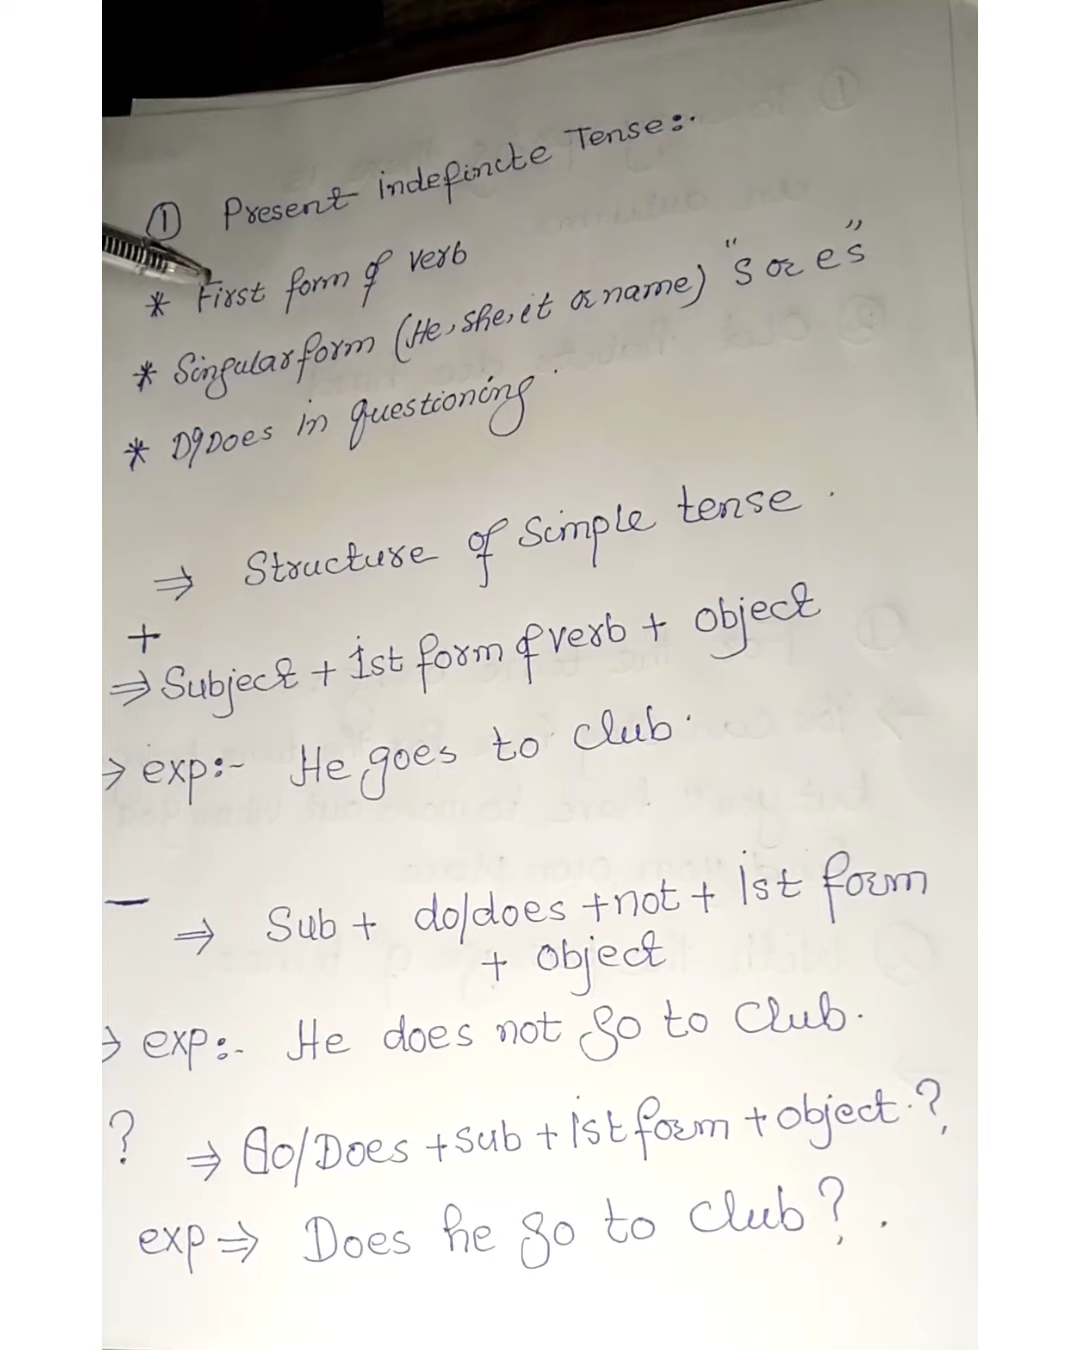 ① Present indefinite Tense:-
* First form of verb
* Singular form (He, she, it or name) "s or es"
* Do/Does in questioning
⇒ Structure of Simple tense.
+
⇒ Subject + 1st form of verb + object
→ exp:- He goes to club.
—
⇒ Sub + do/does + not + 1st form
+ object
→ exp:- He does not go to club.
? ⇒ Do/Does + sub + 1st form + object ?
exp ⇒ Does he go to club ? .